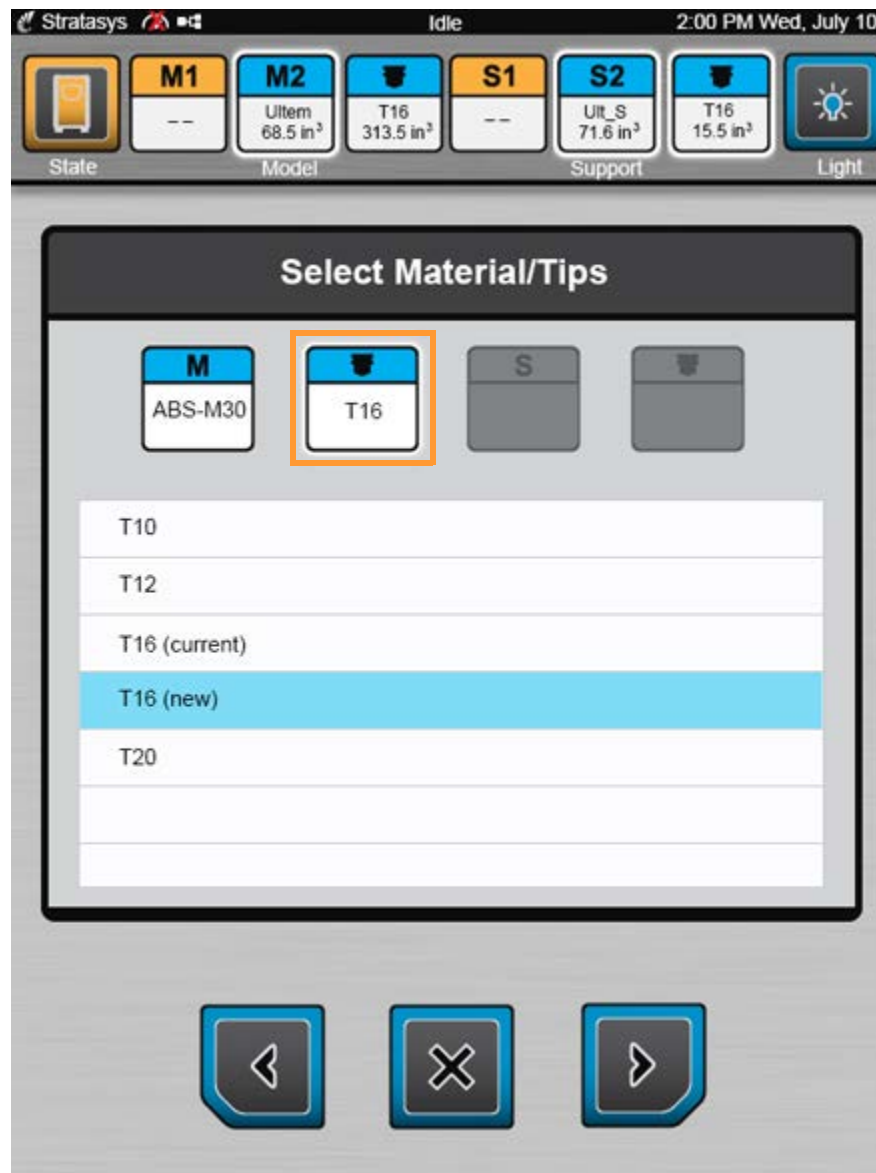 Stratasys Idle 2:00 PM Wed, July 10
M1 M2 S1 S2
-- Ultem T16 -- Ult_S T16
68.5 in³ 313.5 in³ 71.6 in³ 15.5 in³
State Model Support Light
Select Material/Tips
M S
ABS-M30 T16
T10
T12
T16 (current)
T16 (new)
T20